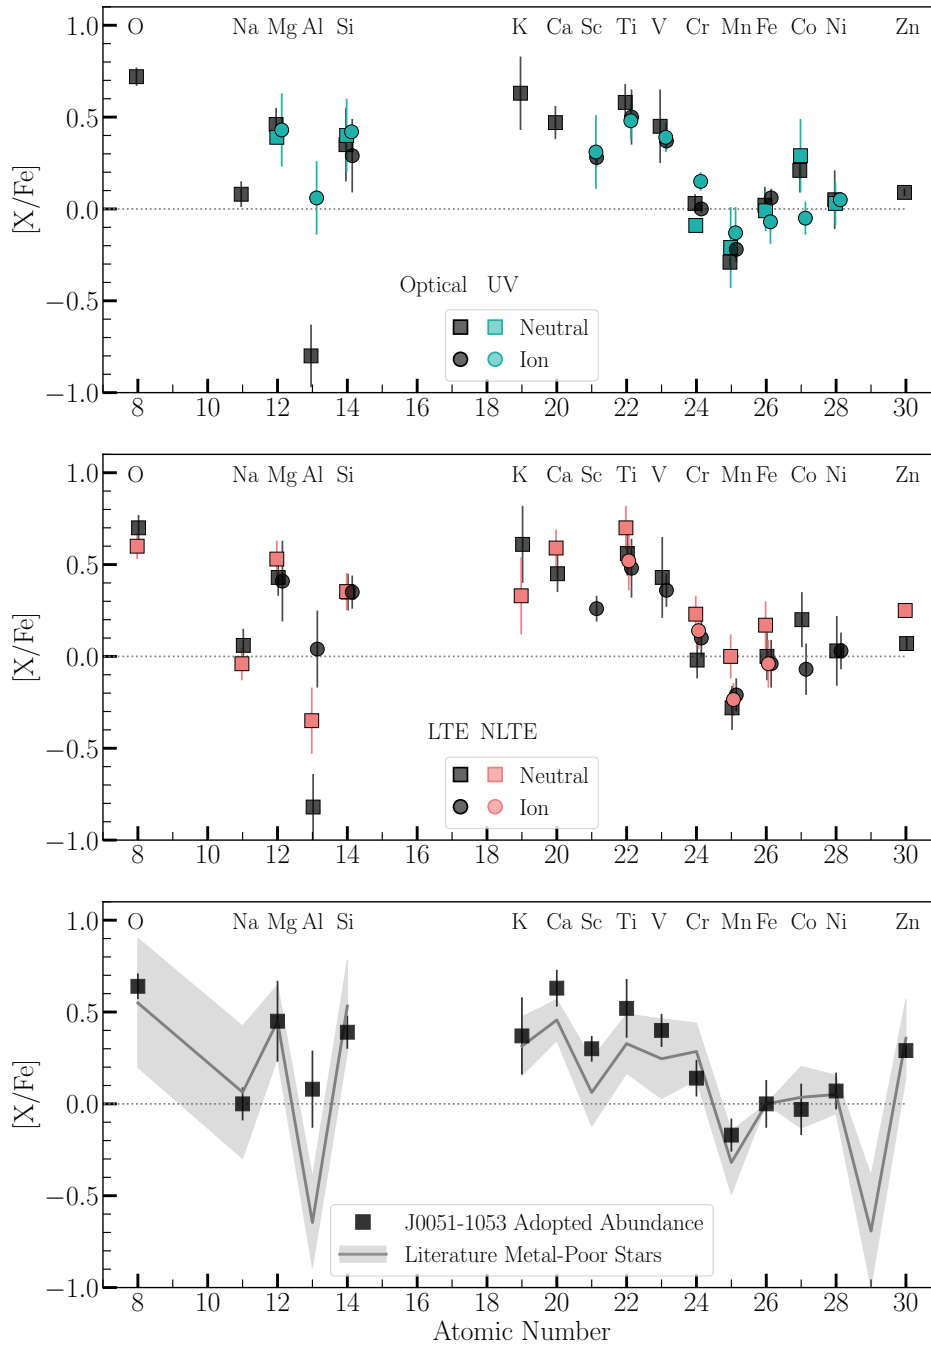 O Na Mg Al Si K Ca Sc Ti V Cr Mn Fe Co Ni Zn
1.0
0.5
0.0
−0.5
−1.0
[X/Fe]
Optical UV
Neutral
Ion
8 10 12 14 16 18 20 22 24 26 28 30
O Na Mg Al Si K Ca Sc Ti V Cr Mn Fe Co Ni Zn
1.0
0.5
0.0
−0.5
−1.0
[X/Fe]
LTE NLTE
Neutral
Ion
8 10 12 14 16 18 20 22 24 26 28 30
O Na Mg Al Si K Ca Sc Ti V Cr Mn Fe Co Ni Zn
1.0
0.5
0.0
−0.5
−1.0
[X/Fe]
J0051-1053 Adopted Abundance
Literature Metal-Poor Stars
8 10 12 14 16 18 20 22 24 26 28 30
Atomic Number